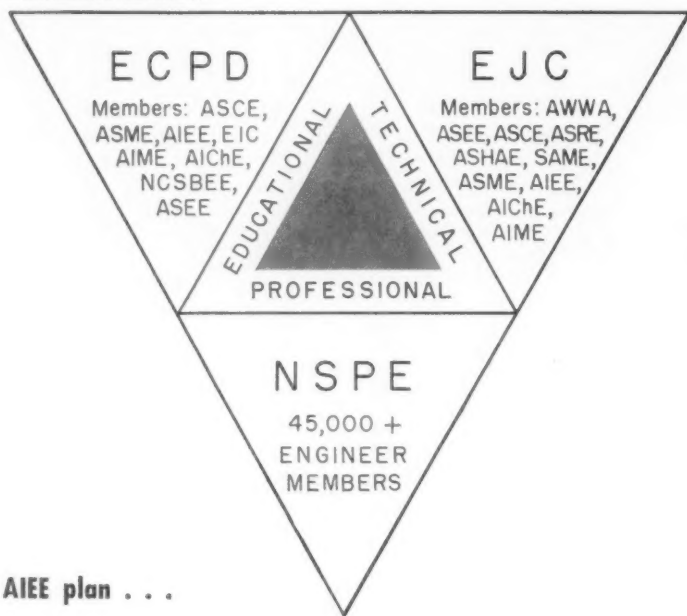 ECPD
Members: ASCE,
ASME, AIEE, EIC
AIME, AIChE,
NCSBEE,
ASEE
EJC
Members: AWWA,
ASEE, ASCE, ASRE,
ASHAE, SAME,
ASME, AIEE,
AIChE,
AIME
EDUCATIONAL
TECHNICAL
PROFESSIONAL
NSPE
45,000 +
ENGINEER
MEMBERS
AIEE plan . . .